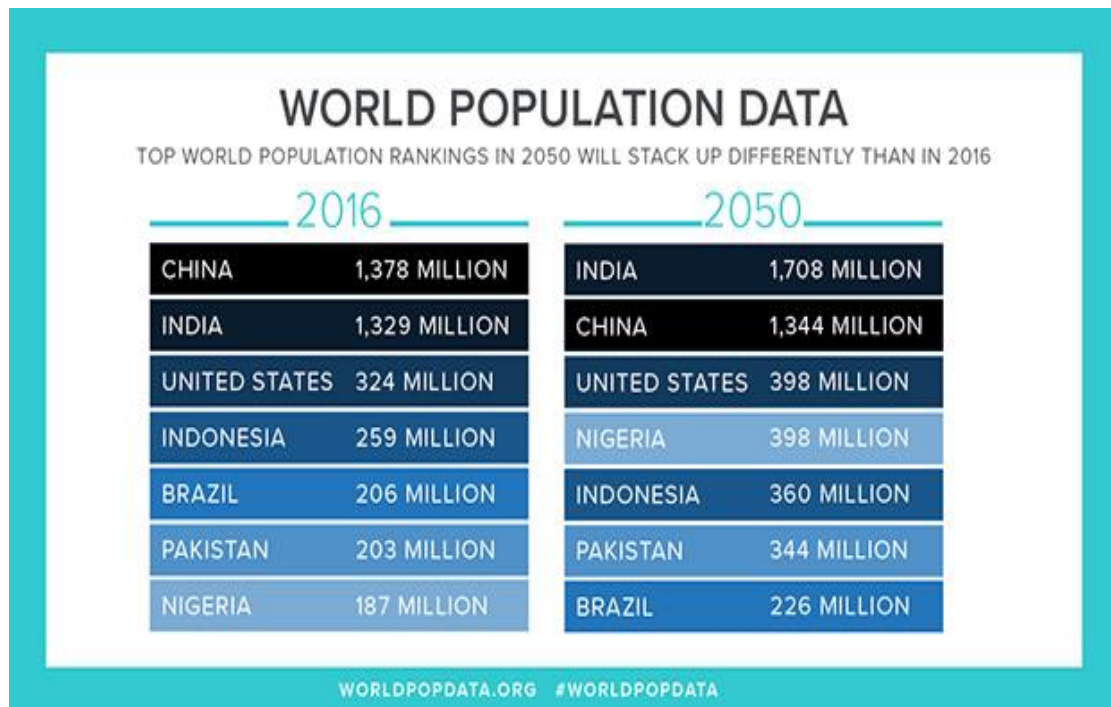 WORLD POPULATION DATA
TOP WORLD POPULATION RANKINGS IN 2050 WILL STACK UP DIFFERENTLY THAN IN 2016
2016
CHINA 1,378 MILLION
INDIA 1,329 MILLION
UNITED STATES 324 MILLION
INDONESIA 259 MILLION
BRAZIL 206 MILLION
PAKISTAN 203 MILLION
NIGERIA 187 MILLION
2050
INDIA 1,708 MILLION
CHINA 1,344 MILLION
UNITED STATES 398 MILLION
NIGERIA 398 MILLION
INDONESIA 360 MILLION
PAKISTAN 344 MILLION
BRAZIL 226 MILLION
WORLDPOPDATA.ORG #WORLDPOPDATA